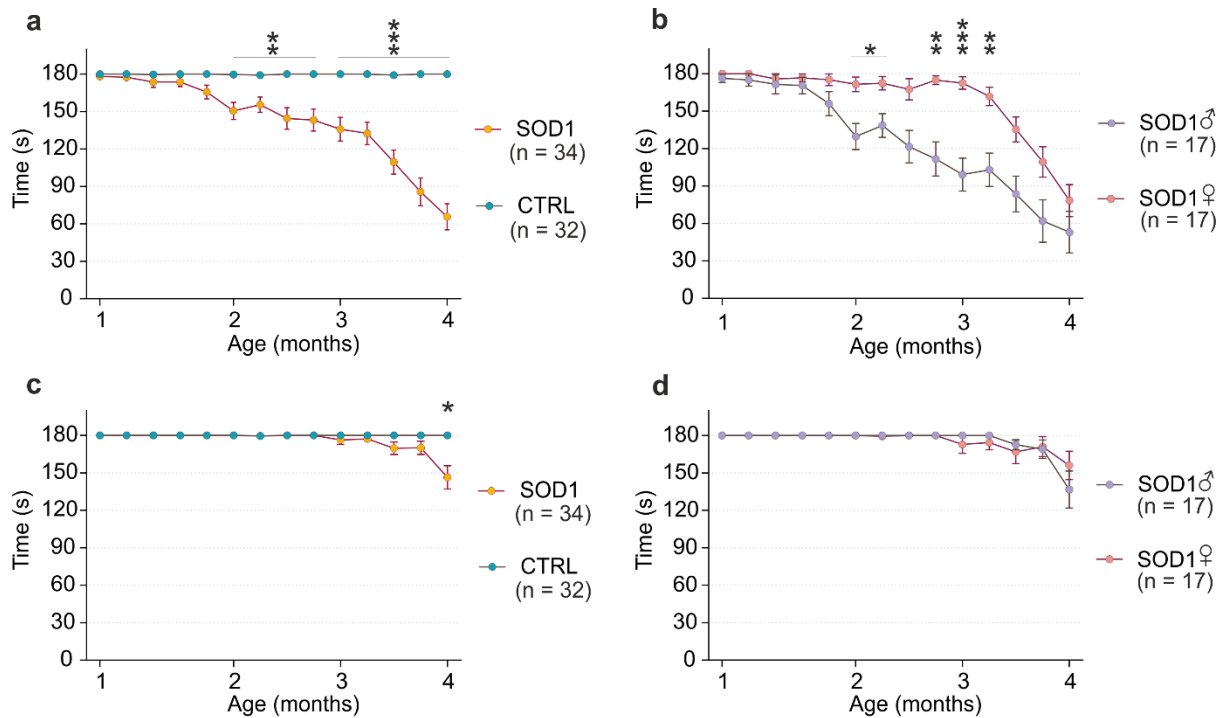 a
**
***
180
150
120
90
60
30
0
Time (s)
1
2
3
4
Age (months)
SOD1
(n = 34)
CTRL
(n = 32)
b
*
**
***
**
180
150
120
90
60
30
0
Time (s)
1
2
3
4
Age (months)
SOD1♂
(n = 17)
SOD1♀
(n = 17)
c
*
180
150
120
90
60
30
0
Time (s)
1
2
3
4
Age (months)
SOD1
(n = 34)
CTRL
(n = 32)
d
180
150
120
90
60
30
0
Time (s)
1
2
3
4
Age (months)
SOD1♂
(n = 17)
SOD1♀
(n = 17)